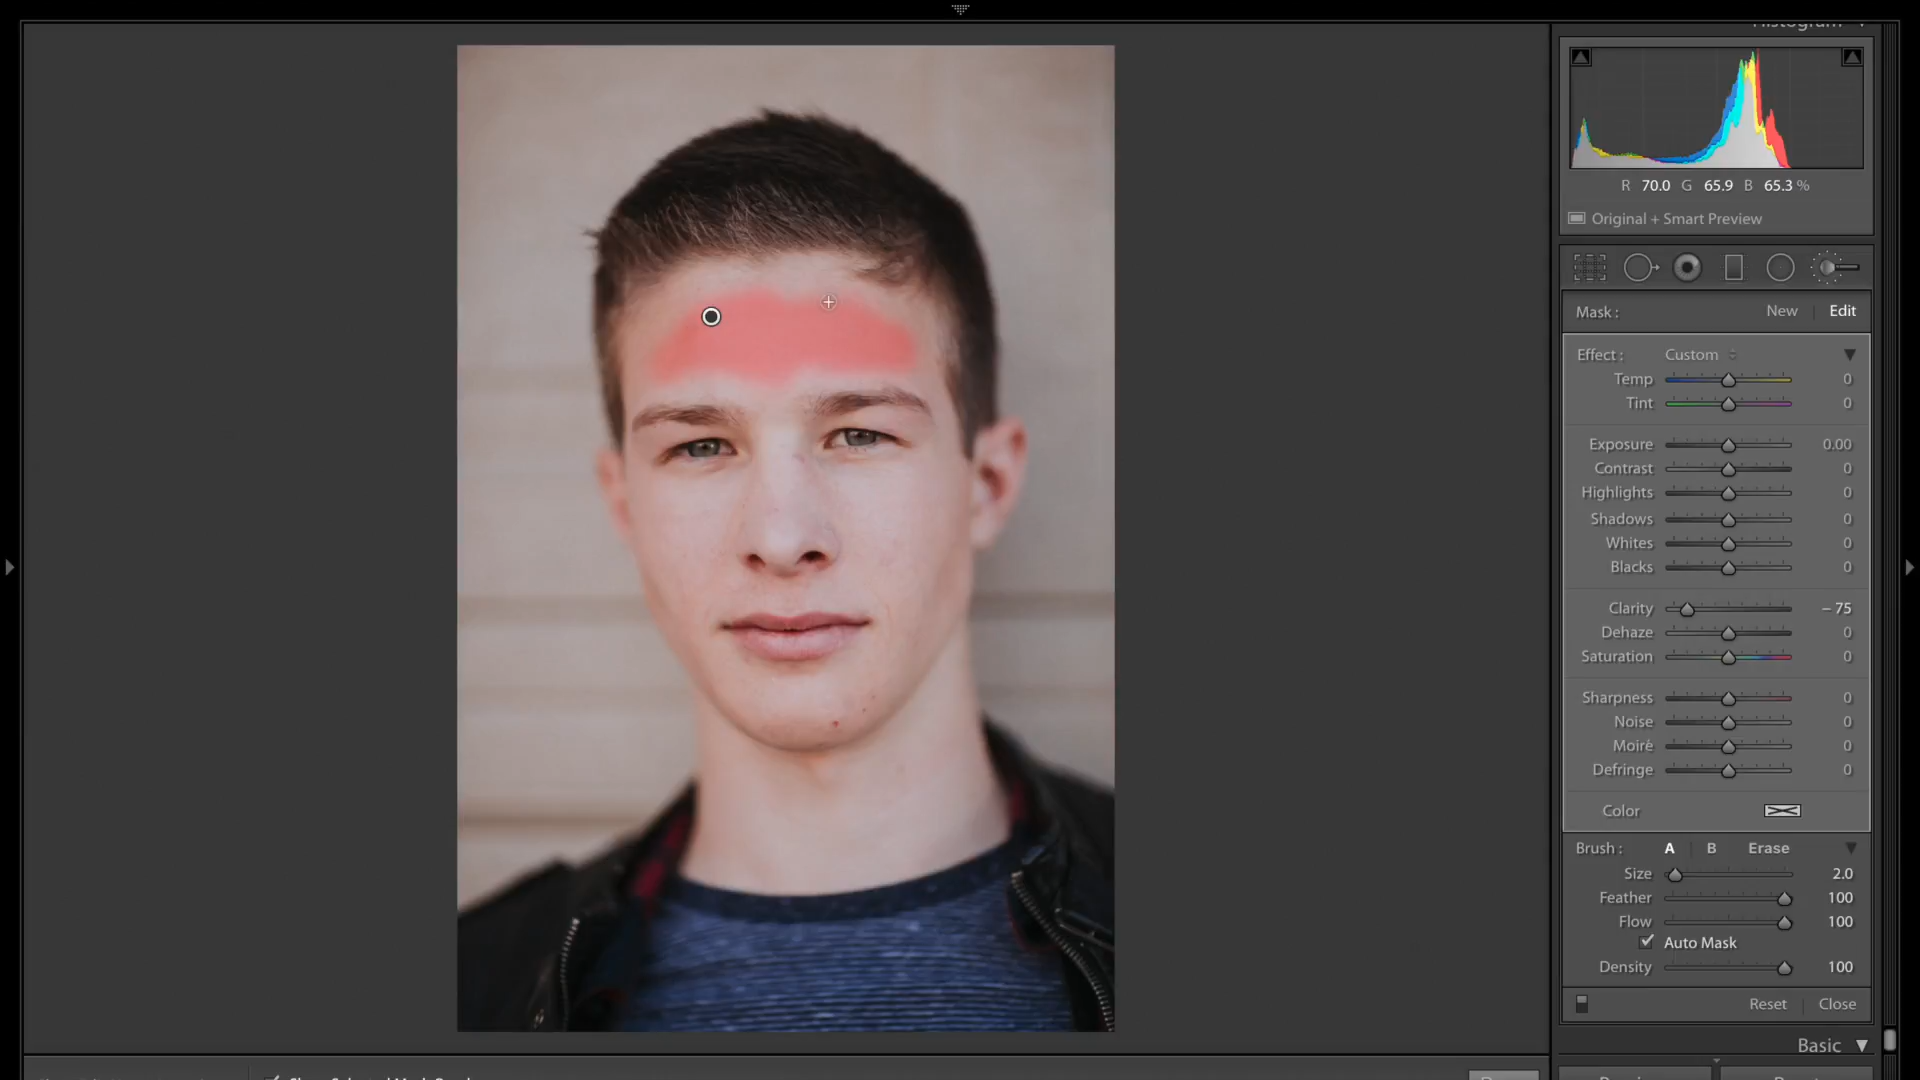 Histogram
R 70.0 G 65.9 B 65.3 %
Original + Smart Preview
Mask : New Edit
Effect : Custom
Temp 0
Tint 0
Exposure 0.00
Contrast 0
Highlights 0
Shadows 0
Whites 0
Blacks 0
Clarity – 75
Dehaze 0
Saturation 0
Sharpness 0
Noise 0
Moiré 0
Defringe 0
Color
Brush : A B Erase
Size 2.0
Feather 100
Flow 100
Auto Mask
Density 100
Reset Close
Basic